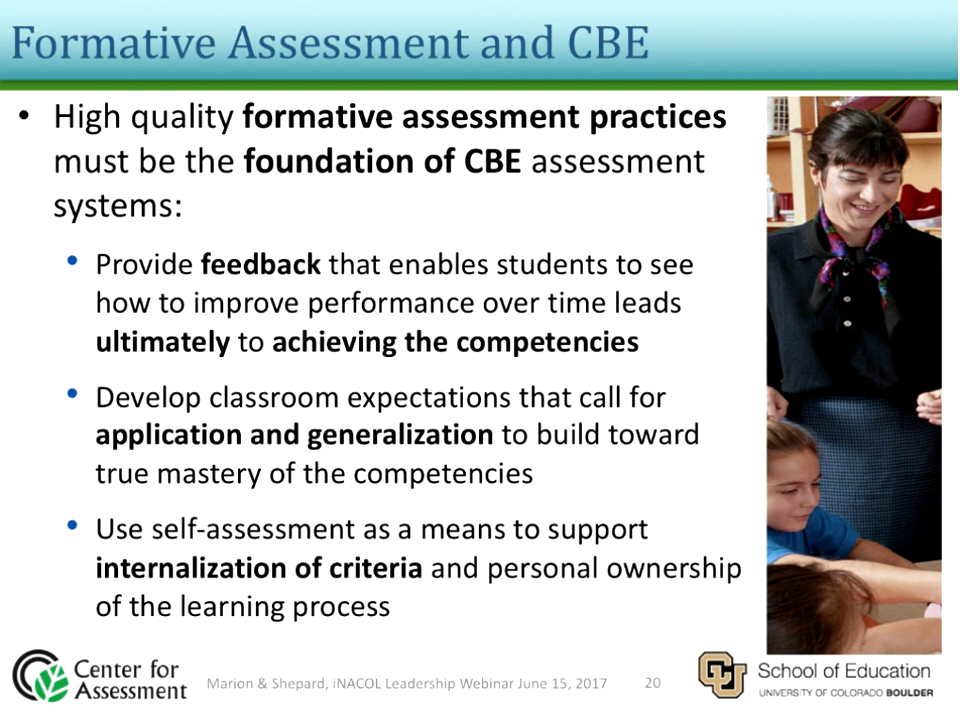 Formative Assessment and CBE
• High quality formative assessment practices
must be the foundation of CBE assessment
systems:
• Provide feedback that enables students to see
how to improve performance over time leads
ultimately to achieving the competencies
• Develop classroom expectations that call for
application and generalization to build toward
true mastery of the competencies
• Use self-assessment as a means to support
internalization of criteria and personal ownership
of the learning process
Center for
Assessment
Marion & Shepard, iNACOL Leadership Webinar June 15, 2017
20
CU
School of Education
UNIVERSITY OF COLORADO BOULDER